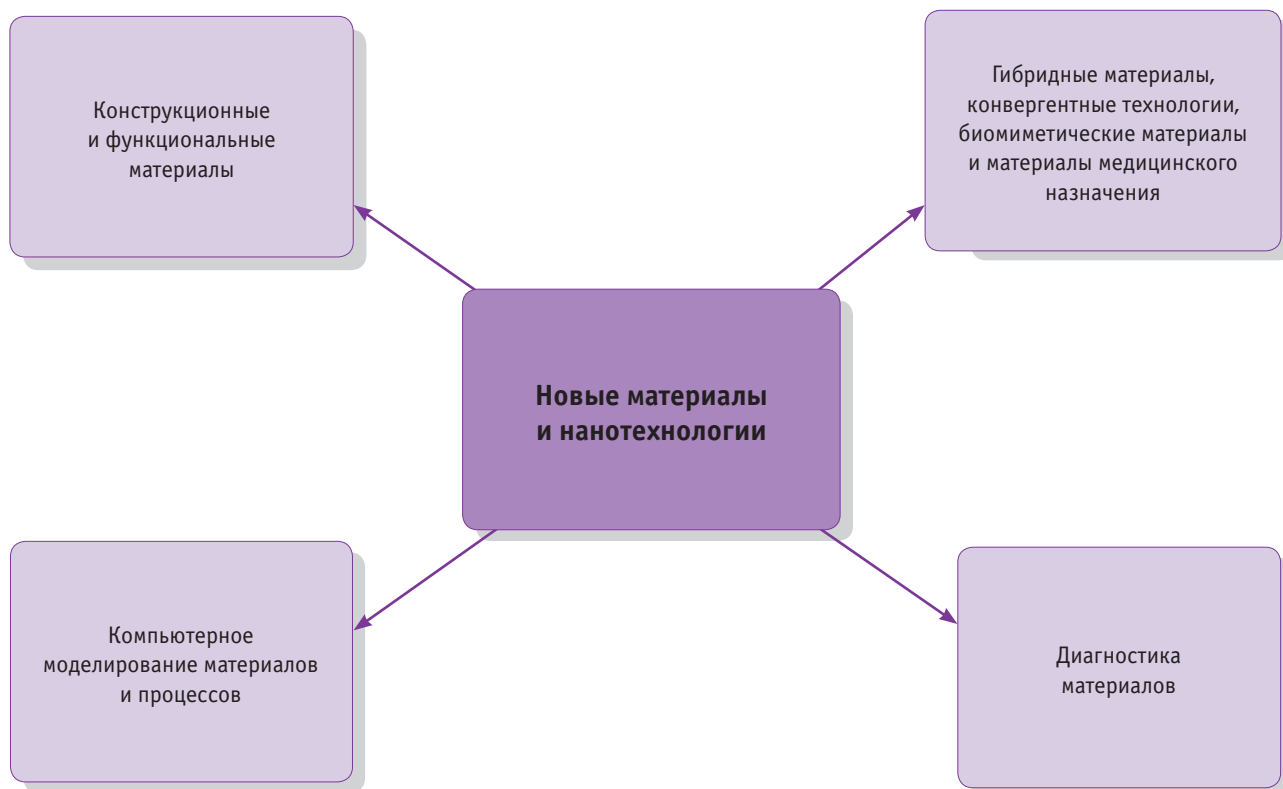 Конструкционные
и функциональные
материалы
Гибридные материалы,
конвергентные технологии,
биомиметические материалы
и материалы медицинского
назначения
Новые материалы
и нанотехнологии
Компьютерное
моделирование материалов
и процессов
Диагностика
материалов